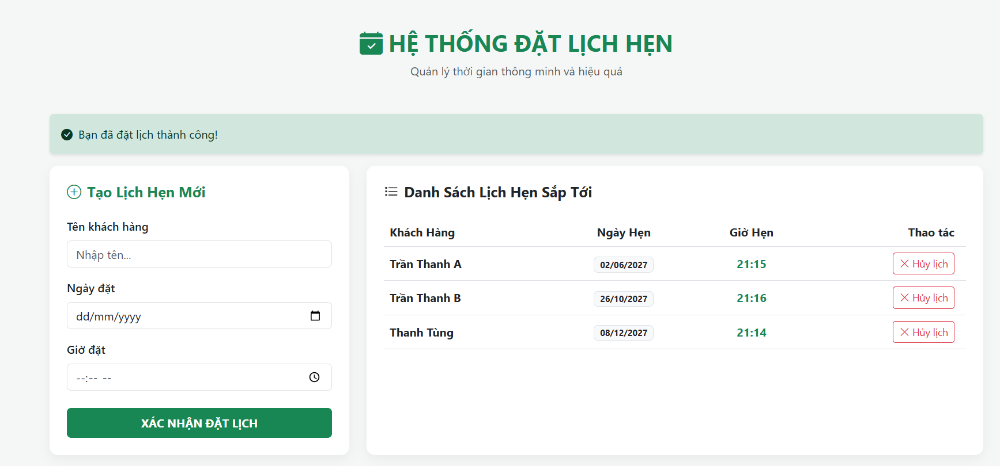 HỆ THỐNG ĐẶT LỊCH HẸN
Quản lý thời gian thông minh và hiệu quả
Bạn đã đặt lịch thành công!
Tạo Lịch Hẹn Mới
Tên khách hàng
Nhập tên...
Ngày đặt
dd/mm/yyyy
Giờ đặt
--:-- --
XÁC NHẬN ĐẶT LỊCH
Danh Sách Lịch Hẹn Sắp Tới
Khách Hàng Ngày Hẹn Giờ Hẹn Thao tác
Trần Thanh A 02/06/2027 21:15 Hủy lịch
Trần Thanh B 26/10/2027 21:16 Hủy lịch
Thanh Tùng 08/12/2027 21:14 Hủy lịch